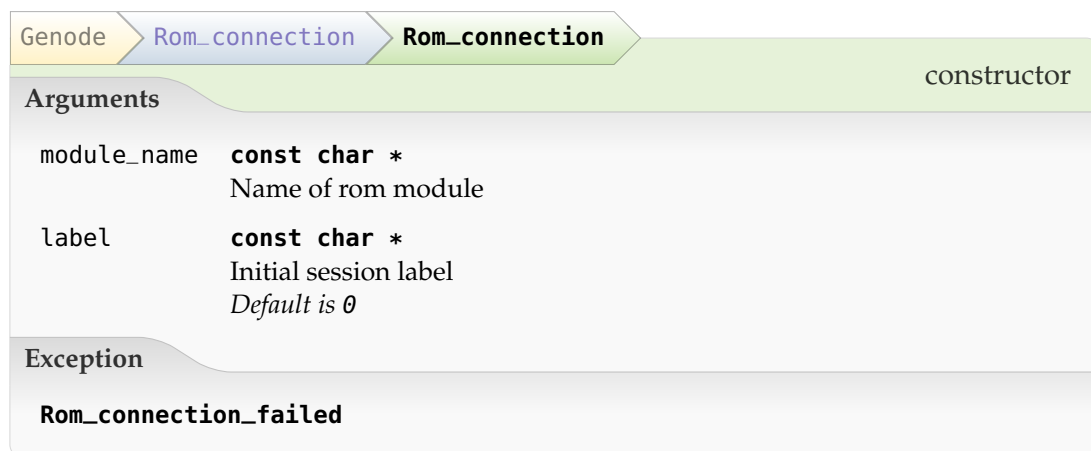 Genode Rom_connection Rom_connection
constructor
Arguments
module_name const char *
Name of rom module
label const char *
Initial session label
Default is 0
Exception
Rom_connection_failed